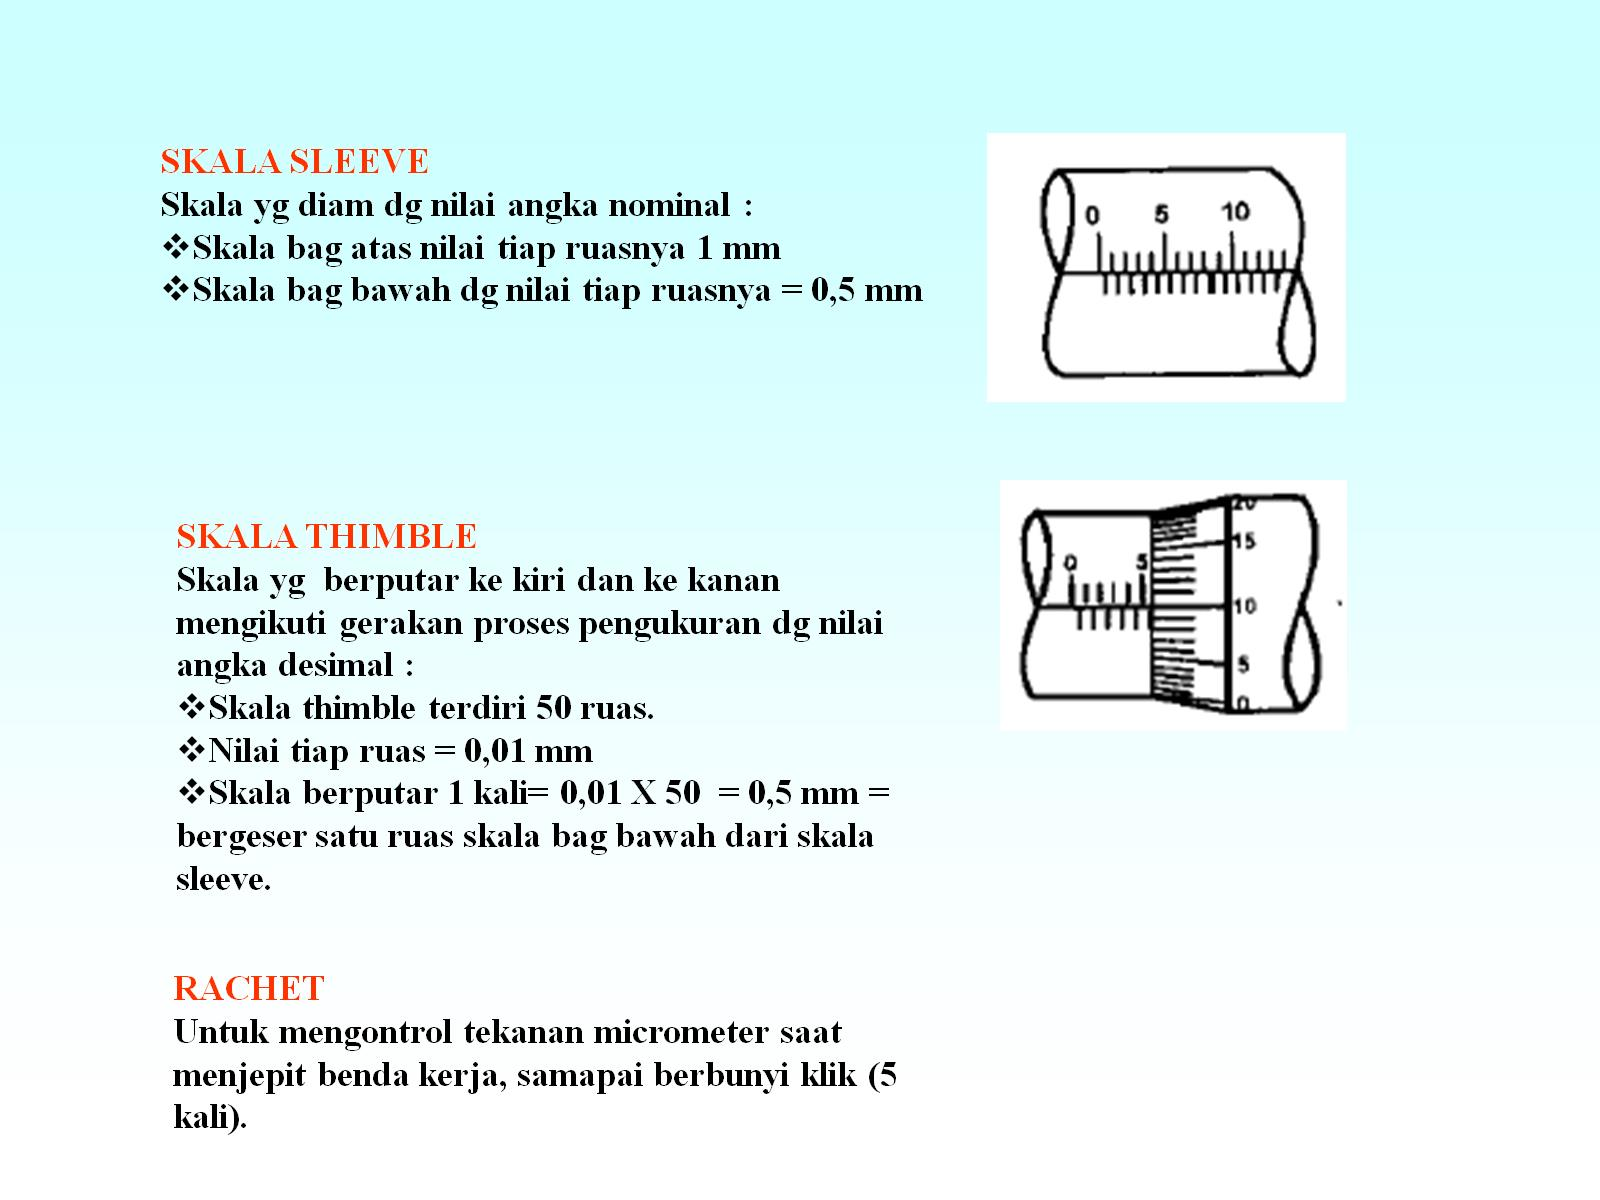 SKALA SLEEVE
Skala yg diam dg nilai angka nominal :
❖Skala bag atas nilai tiap ruasnya 1 mm
❖Skala bag bawah dg nilai tiap ruasnya = 0,5 mm
0 5 10
SKALA THIMBLE
Skala yg  berputar ke kiri dan ke kanan
mengikuti gerakan proses pengukuran dg nilai
angka desimal :
❖Skala thimble terdiri 50 ruas.
❖Nilai tiap ruas = 0,01 mm
❖Skala berputar 1 kali= 0,01 X 50  = 0,5 mm =
bergeser satu ruas skala bag bawah dari skala
sleeve.
20
15
0 5
10
5
0
RACHET
Untuk mengontrol tekanan micrometer saat
menjepit benda kerja, samapai berbunyi klik (5
kali).